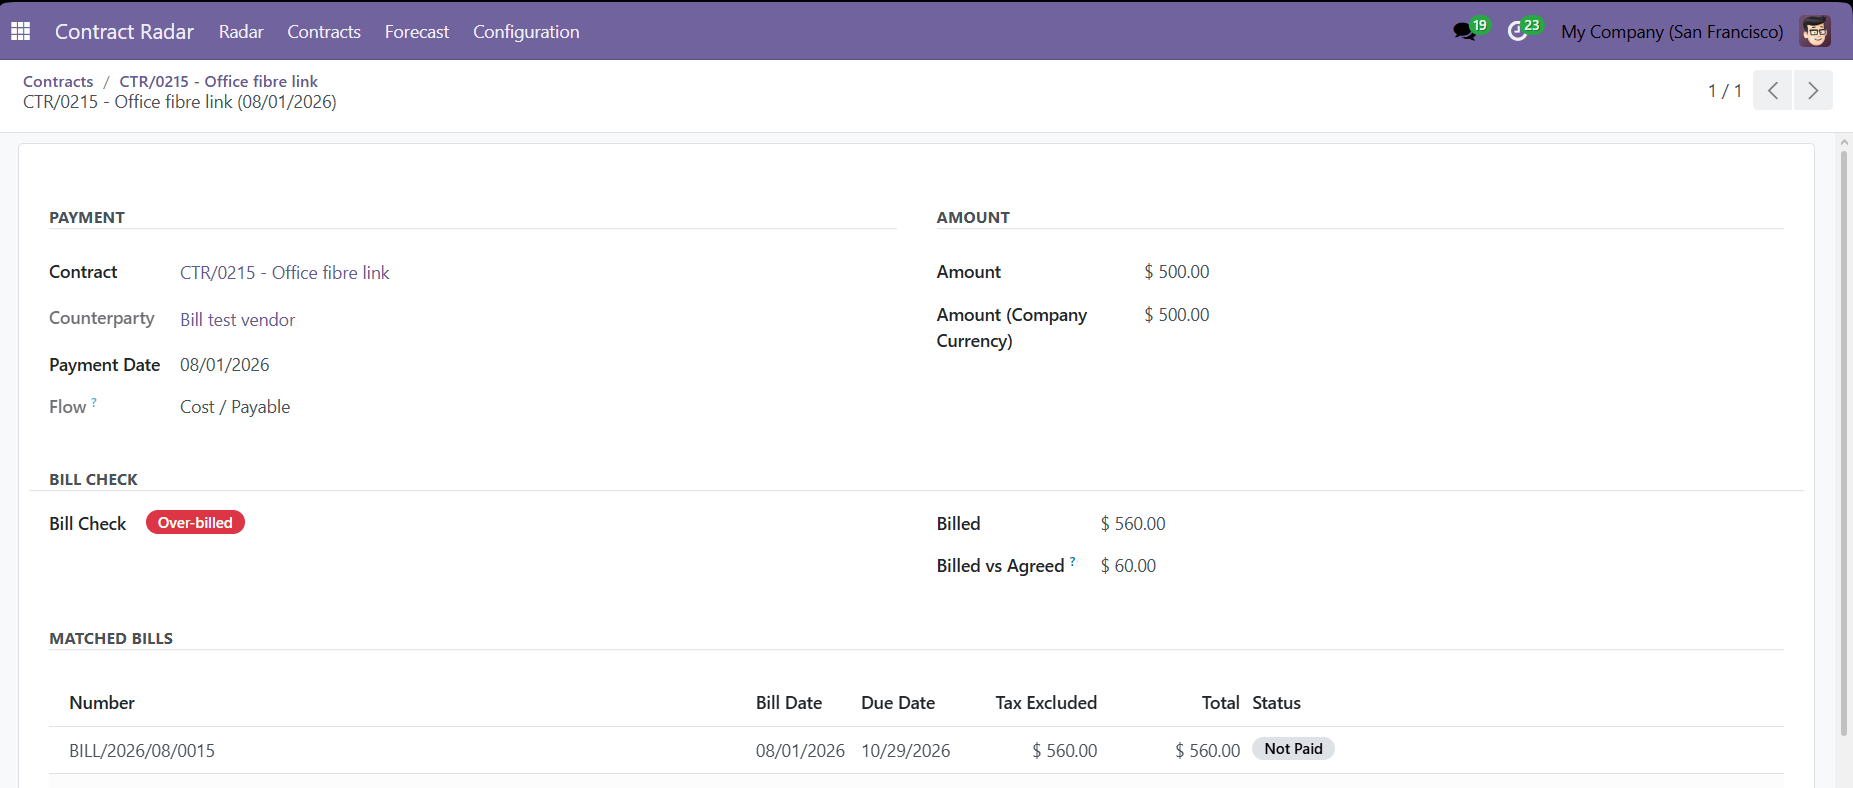 Contract Radar Radar Contracts Forecast Configuration 19 23 My Company (San Francisco)
Contracts / CTR/0215 - Office fibre link
CTR/0215 - Office fibre link (08/01/2026)
1 / 1
PAYMENT
Contract CTR/0215 - Office fibre link
Counterparty Bill test vendor
Payment Date 08/01/2026
Flow ? Cost / Payable
AMOUNT
Amount $ 500.00
Amount (Company $ 500.00
Currency)
BILL CHECK
Bill Check Over-billed
Billed $ 560.00
Billed vs Agreed ? $ 60.00
MATCHED BILLS
Number Bill Date Due Date Tax Excluded Total Status
BILL/2026/08/0015 08/01/2026 10/29/2026 $ 560.00 $ 560.00 Not Paid